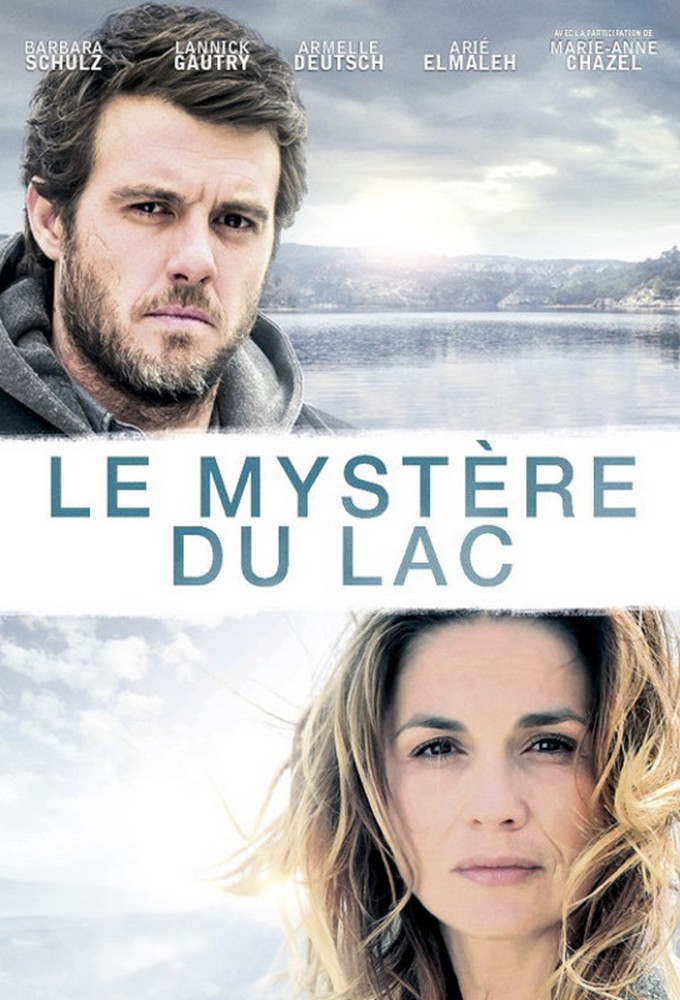 BARBARA
SCHULZ
LANNICK
GAUTRY
ARMELLE
DEUTSCH
ARIÉ
ELMALEH
AVEC LA PARTICIPATION DE
MARIE-ANNE
CHAZEL
LE MYSTÈRE
DU LAC